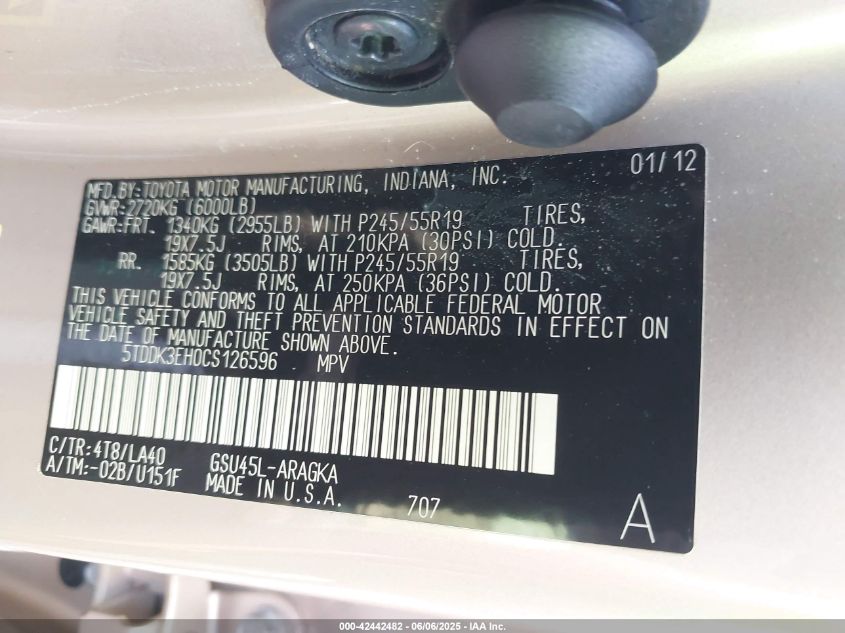 01/12
MFD.BY:TOYOTA MOTOR MANUFACTURING, INDIANA, INC.
GVWR:2720KG (6000LB)
GAWR:FRT. 1340KG (2955LB) WITH P245/55R19 TIRES,
19X7.5J RIMS, AT 210KPA (30PSI) COLD.
RR. 1585KG (3505LB) WITH P245/55R19 TIRES,
19X7.5J RIMS, AT 250KPA (36PSI) COLD.
THIS VEHICLE CONFORMS TO ALL APPLICABLE FEDERAL MOTOR
VEHICLE SAFETY AND THEFT PREVENTION STANDARDS IN EFFECT ON
THE DATE OF MANUFACTURE SHOWN ABOVE.
5TDDK3EH0CS126596 MPV
C/TR:4T8/LA40 GSU45L-ARAGKA
A/TM:-02B/U151F MADE IN U.S.A. 707 A
000-42442482 - 06/06/2025 - IAA Inc.